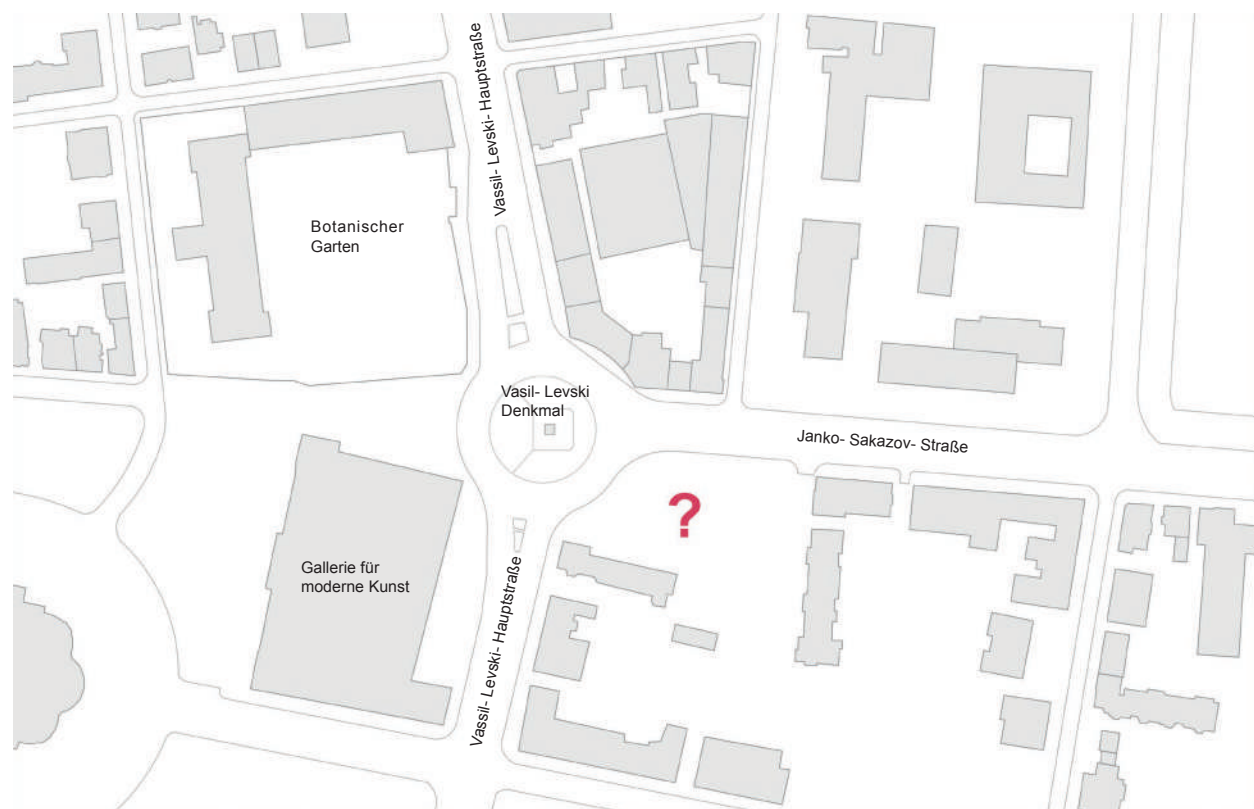 Vassil- Levski- Hauptstraße
Botanischer
Garten
Vasil- Levski
Denkmal
Janko- Sakazov- Straße
?
Gallerie für
moderne Kunst
Vassil- Levski- Hauptstraße